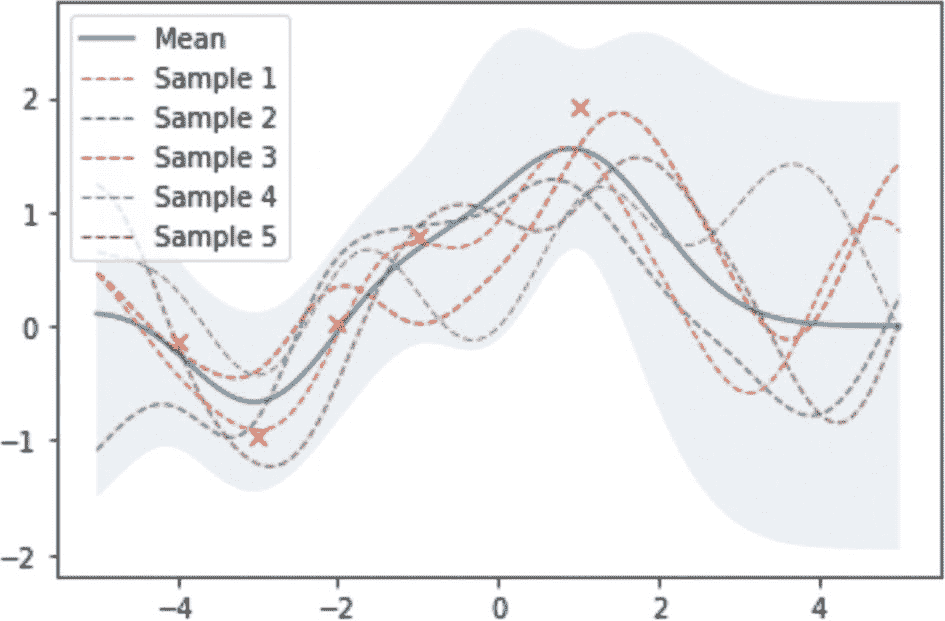 Mean
Sample 1
Sample 2
Sample 3
Sample 4
Sample 5
2
1
0
−1
−2
−4 −2 0 2 4